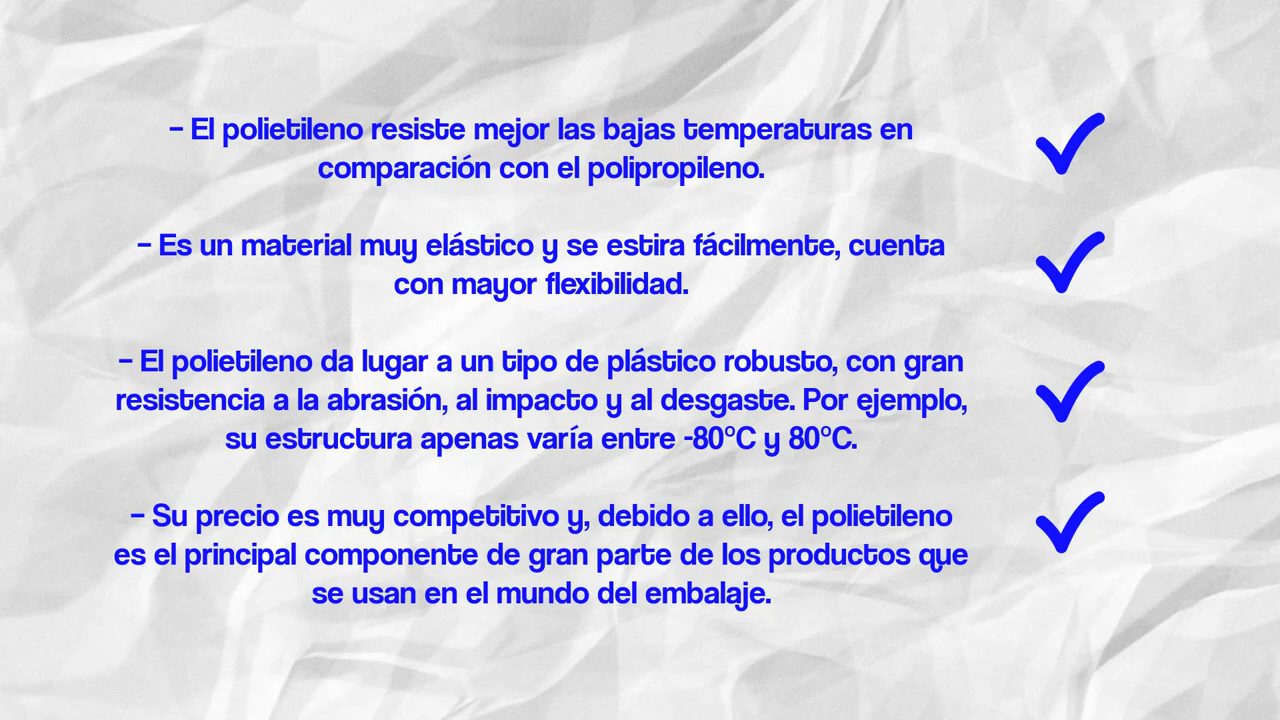 – El polietileno resiste mejor las bajas temperaturas en
comparación con el polipropileno.
– Es un material muy elástico y se estira fácilmente, cuenta
con mayor flexibilidad.
– El polietileno da lugar a un tipo de plástico robusto, con gran
resistencia a la abrasión, al impacto y al desgaste. Por ejemplo,
su estructura apenas varía entre -80ºC y 80ºC.
– Su precio es muy competitivo y, debido a ello, el polietileno
es el principal componente de gran parte de los productos que
se usan en el mundo del embalaje.